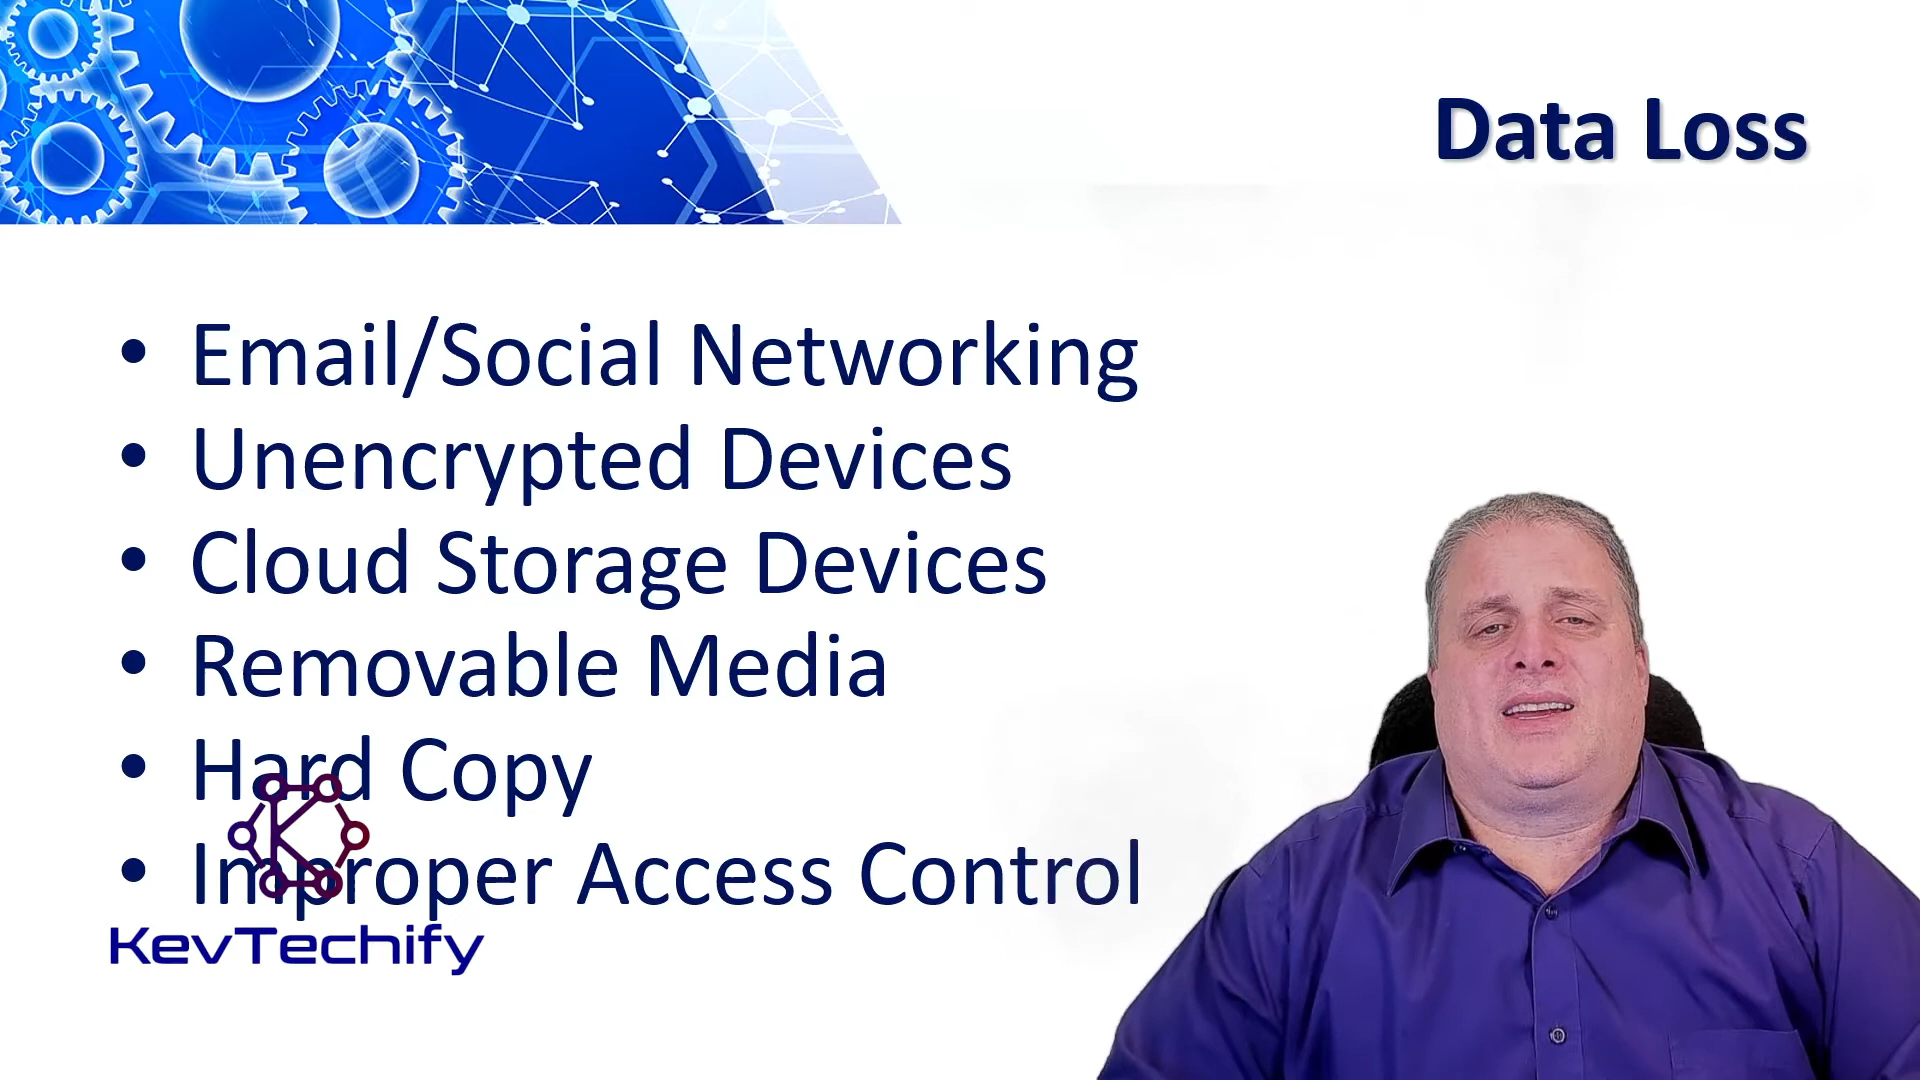 Data Loss
• Email/Social Networking
• Unencrypted Devices
• Cloud Storage Devices
• Removable Media
• Hard Copy
• Improper Access Control
KevTechify